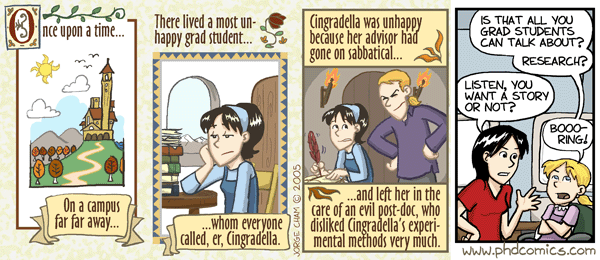 Once upon a time...
On a campus
far far away...
There lived a most un-
happy grad student...
...whom everyone
called, er, Cingradella.
JORGE CHAM © 2005
Cingradella was unhappy
because her advisor had
gone on sabbatical...
...and left her in the
care of an evil post-doc, who
disliked Cingradella's experi-
mental methods very much.
IS THAT ALL YOU
GRAD STUDENTS
CAN TALK ABOUT?
RESEARCH?
LISTEN, YOU
WANT A STORY
OR NOT?
BOOO-
RING!
www.phdcomics.com